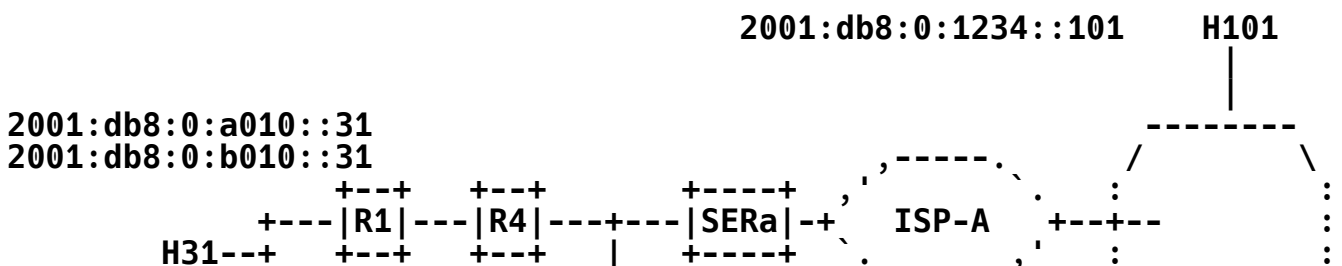 2001:db8:0:1234::101     H101
                           |
                           |
2001:db8:0:a010::31                                                    --------
2001:db8:0:b010::31                                ,-----.            /        \
                     +--+   +--+        +----+   ,'       `.    :            :
                +---|R1|---|R4|---+---|SERa|-+   ISP-A   +--+--            :
          H31--+   +--+   +--+   |    +----+   `.       ,'    :            :